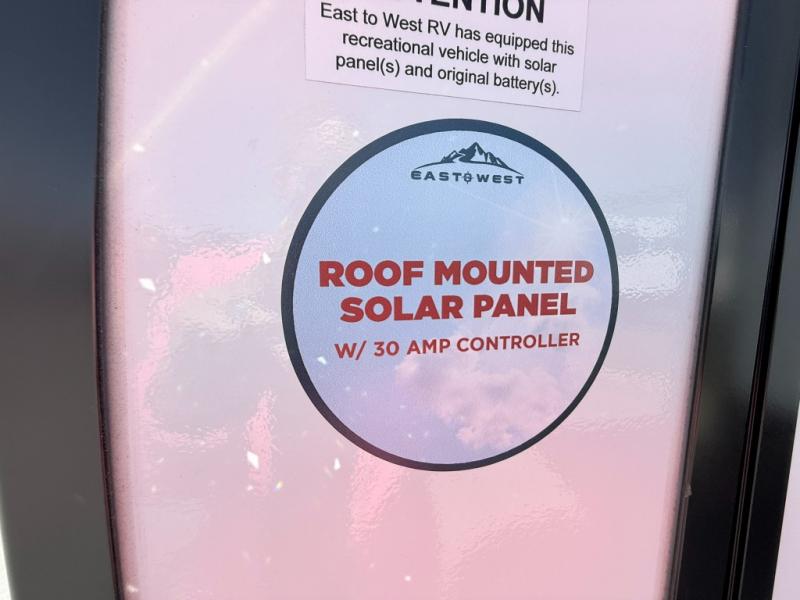 East to West RV has equipped this
recreational vehicle with solar
panel(s) and original battery(s).
EAST WEST
ROOF MOUNTED
SOLAR PANEL
W/ 30 AMP CONTROLLER